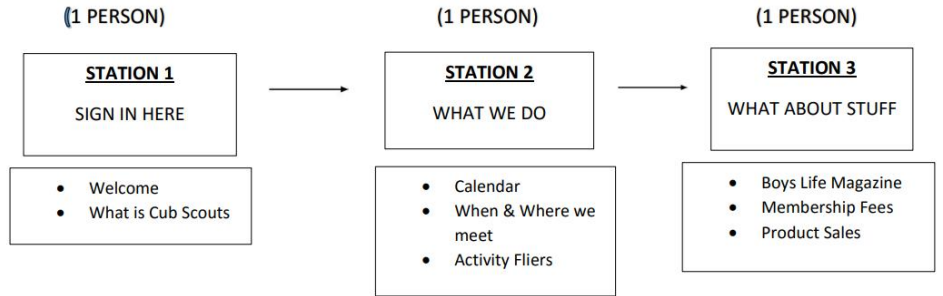 (1 PERSON)
STATION 1
SIGN IN HERE
• Welcome
• What is Cub Scouts
(1 PERSON)
STATION 2
WHAT WE DO
• Calendar
• When & Where we
meet
• Activity Fliers
(1 PERSON)
STATION 3
WHAT ABOUT STUFF
• Boys Life Magazine
• Membership Fees
• Product Sales